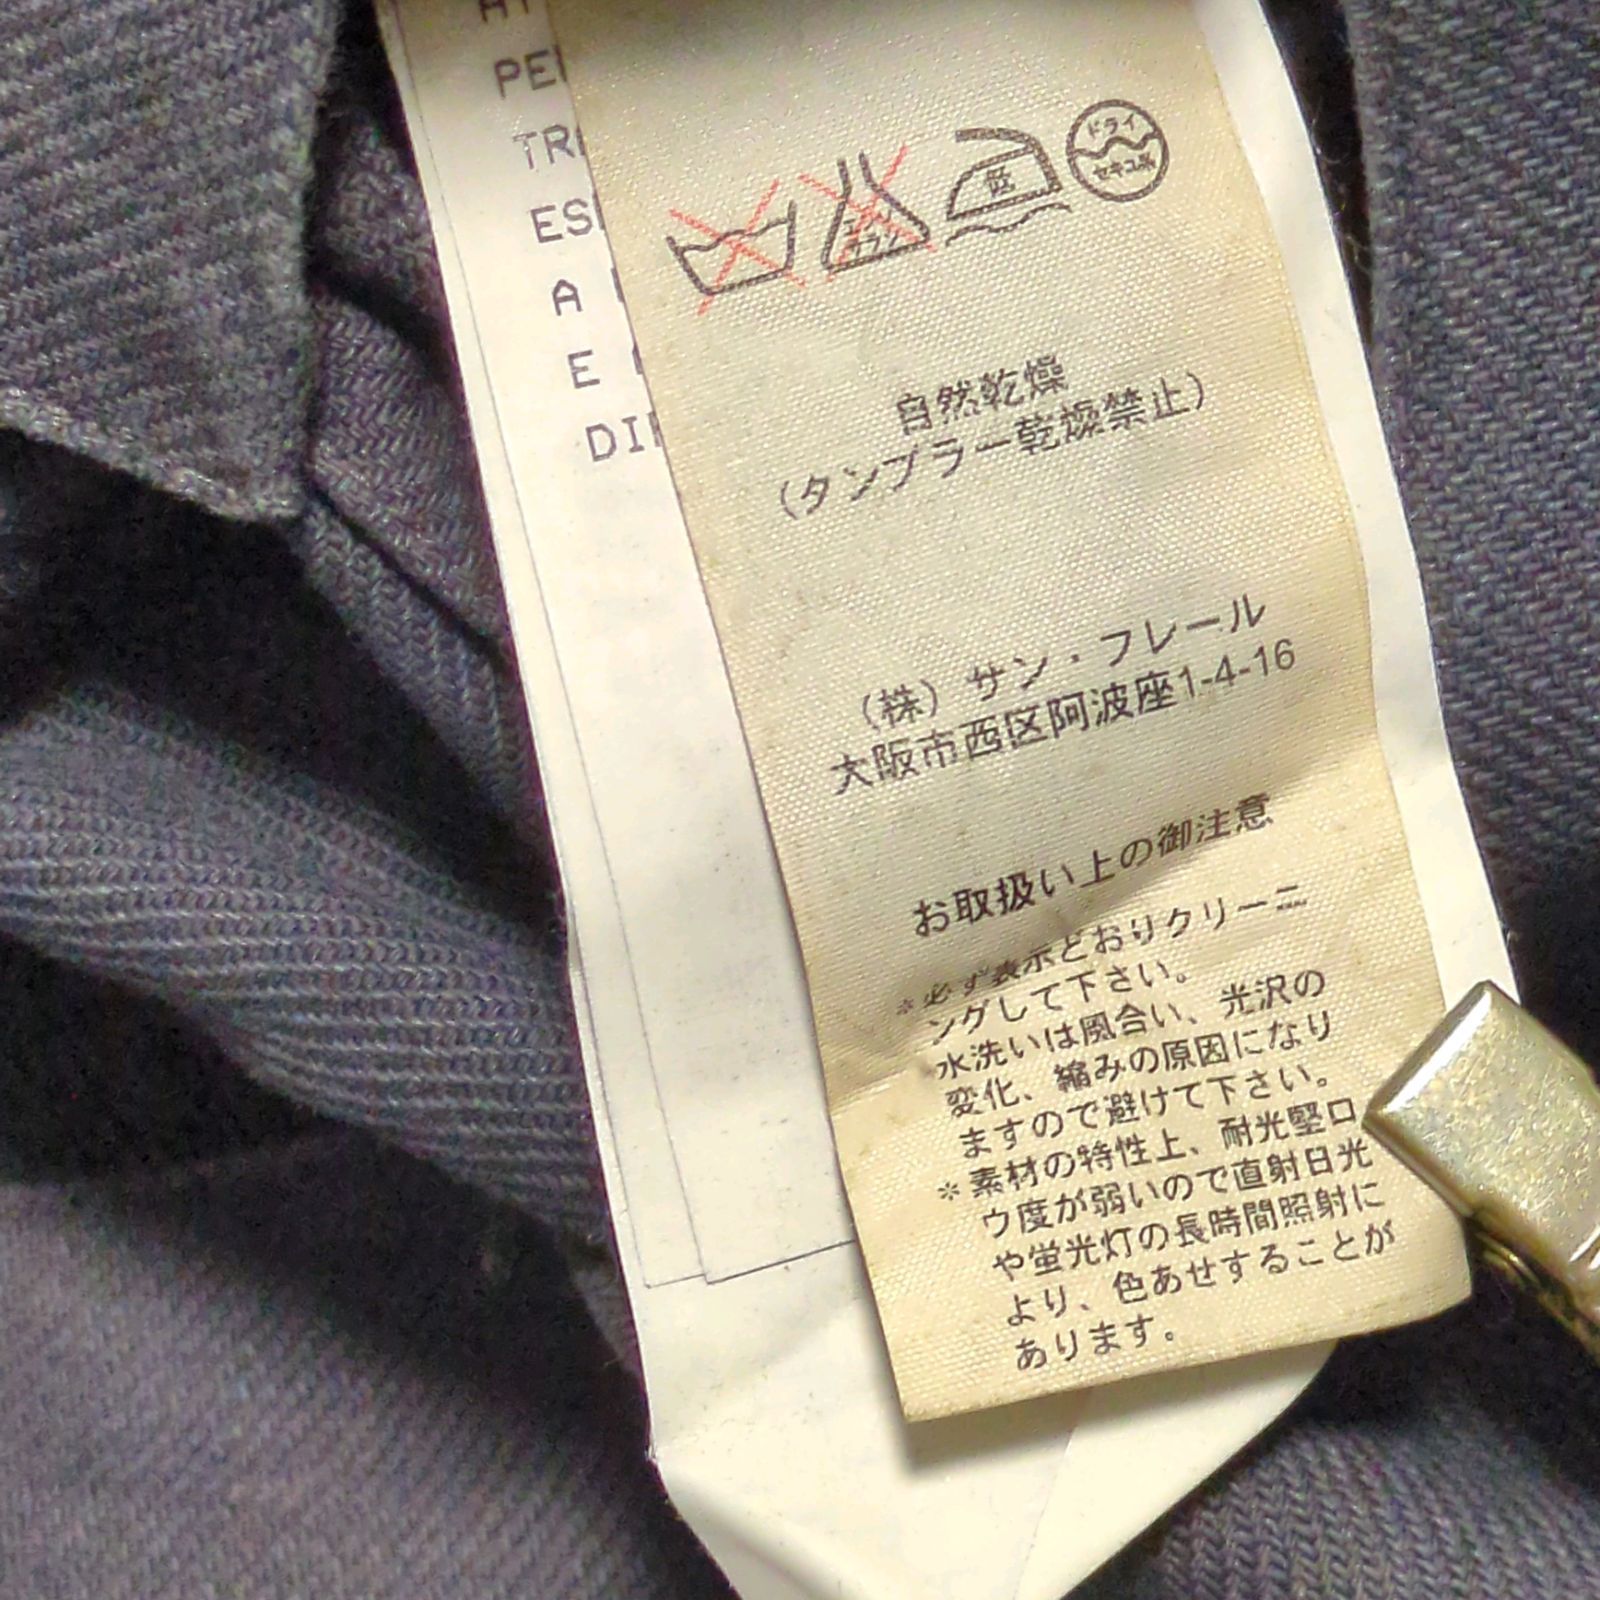 PE
TR
ES
A
E
DI
ドライ
セキユ系
エンソ
サラシ
自然乾燥
（タンブラー乾燥禁止）
（株）サン・フレール
大阪市西区阿波座1-4-16
お取扱い上の御注意
＊必ず表示どおりクリーニ
ングして下さい。
水洗いは風合い、光沢の
変化、縮みの原因になり
ますので避けて下さい。
＊素材の特性上、耐光堅ロ
ウ度が弱いので直射日光
や蛍光灯の長時間照射に
より、色あせすることが
あります。